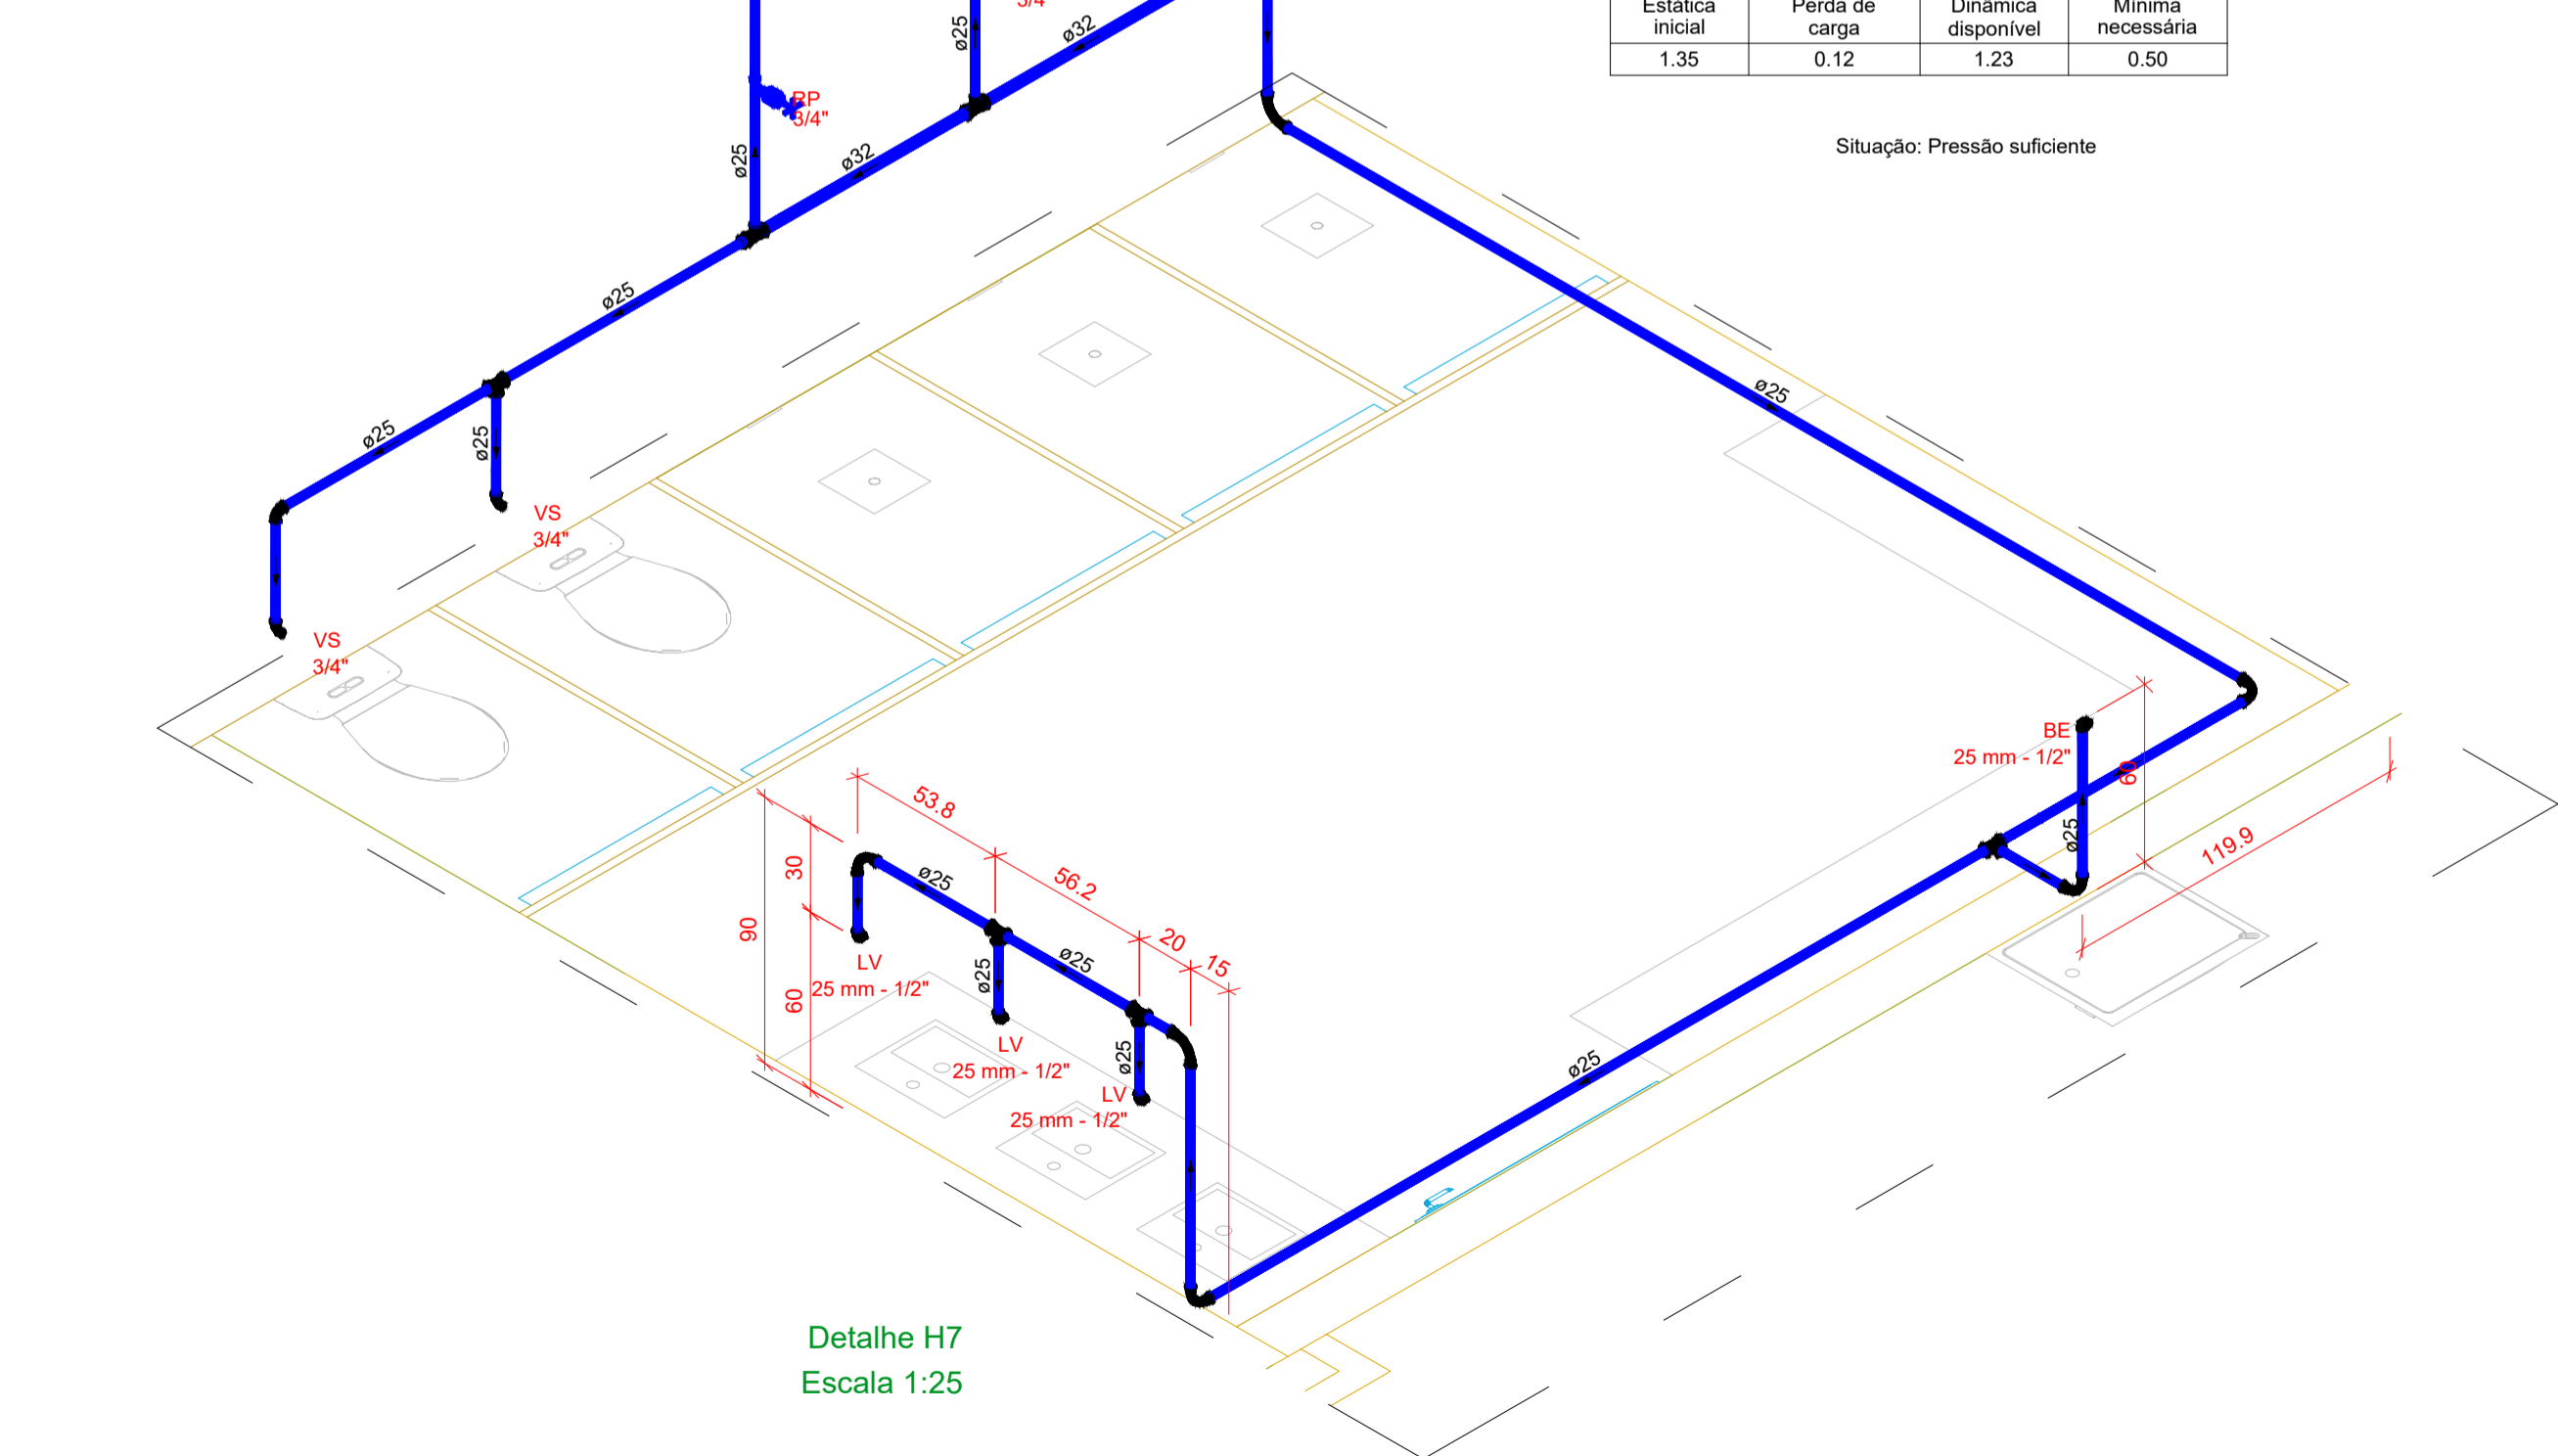 3/4"
Estática inicial
Perda de carga
Dinâmica disponível
Mínima necessária
1.35
0.12
1.23
0.50
Situação: Pressão suficiente
ø25
ø32
RP
3/4"
ø25
ø32
ø25
ø25
ø25
ø25
VS
3/4"
VS
3/4"
BE
25 mm - 1/2"
60
ø25
119.9
53.8
56.2
20
15
30
90
60
ø25
ø25
ø25
ø25
LV
25 mm - 1/2"
LV
25 mm - 1/2"
LV
25 mm - 1/2"
ø25
Detalhe H7
Escala 1:25